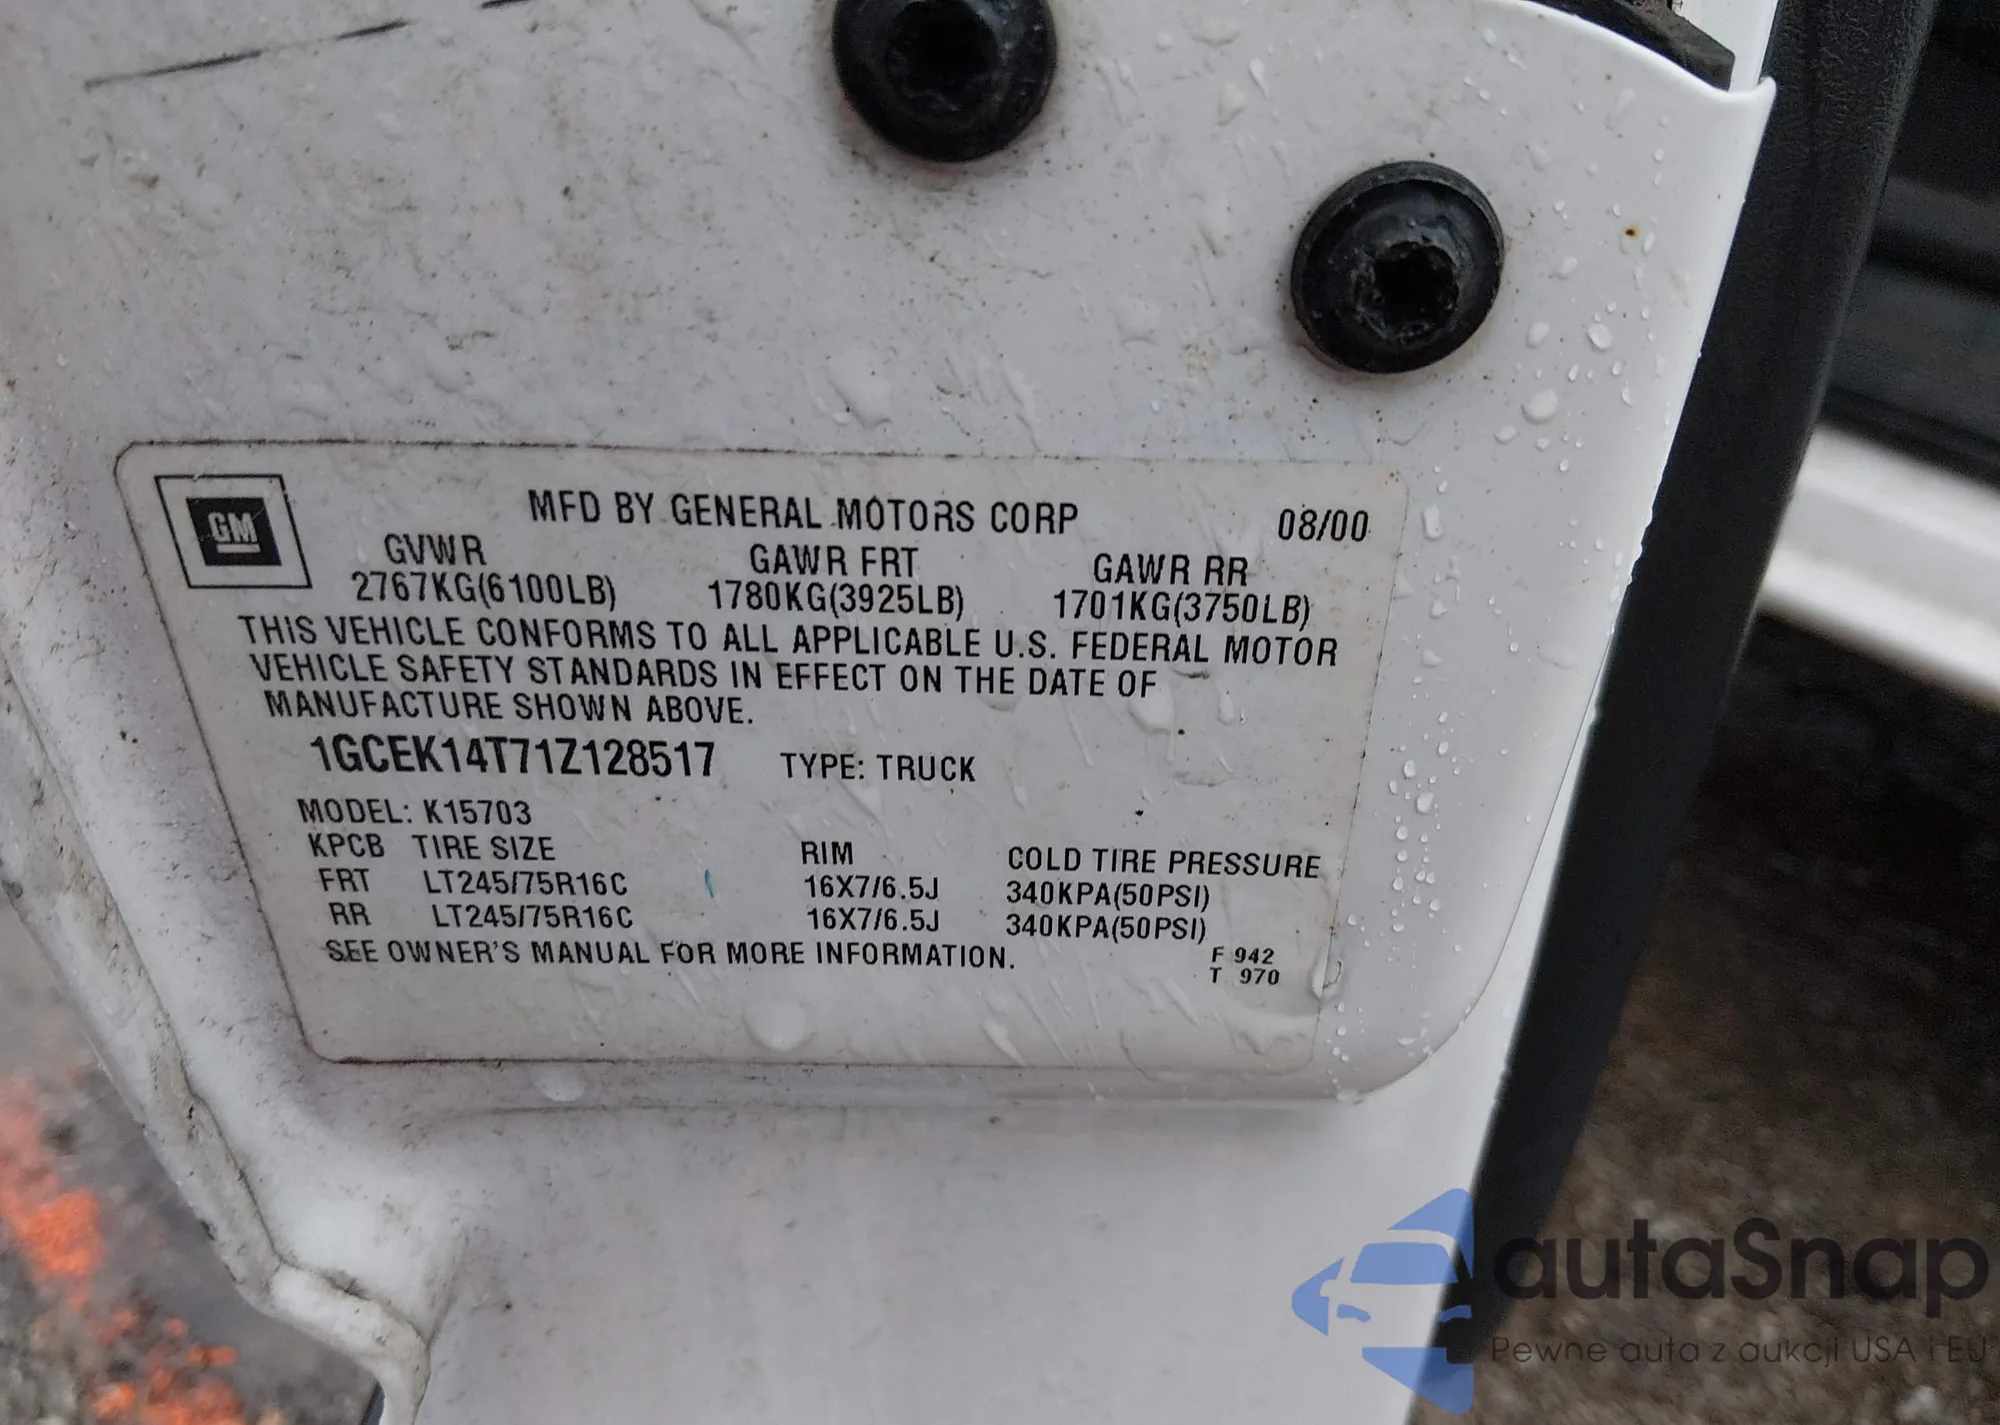 GM
MFD BY GENERAL MOTORS CORP 08/00
GVWR GAWR FRT GAWR RR
2767KG(6100LB) 1780KG(3925LB) 1701KG(3750LB)
THIS VEHICLE CONFORMS TO ALL APPLICABLE U.S. FEDERAL MOTOR
VEHICLE SAFETY STANDARDS IN EFFECT ON THE DATE OF
MANUFACTURE SHOWN ABOVE.
1GCEK14T71Z128517 TYPE: TRUCK
MODEL: K15703
KPCB TIRE SIZE RIM COLD TIRE PRESSURE
FRT LT245/75R16C 16X7/6.5J 340KPA(50PSI)
RR LT245/75R16C 16X7/6.5J 340KPA(50PSI)
SEE OWNER'S MANUAL FOR MORE INFORMATION.
F 942
T 970
autaSnap
Pewne auta z aukcji USA i EU